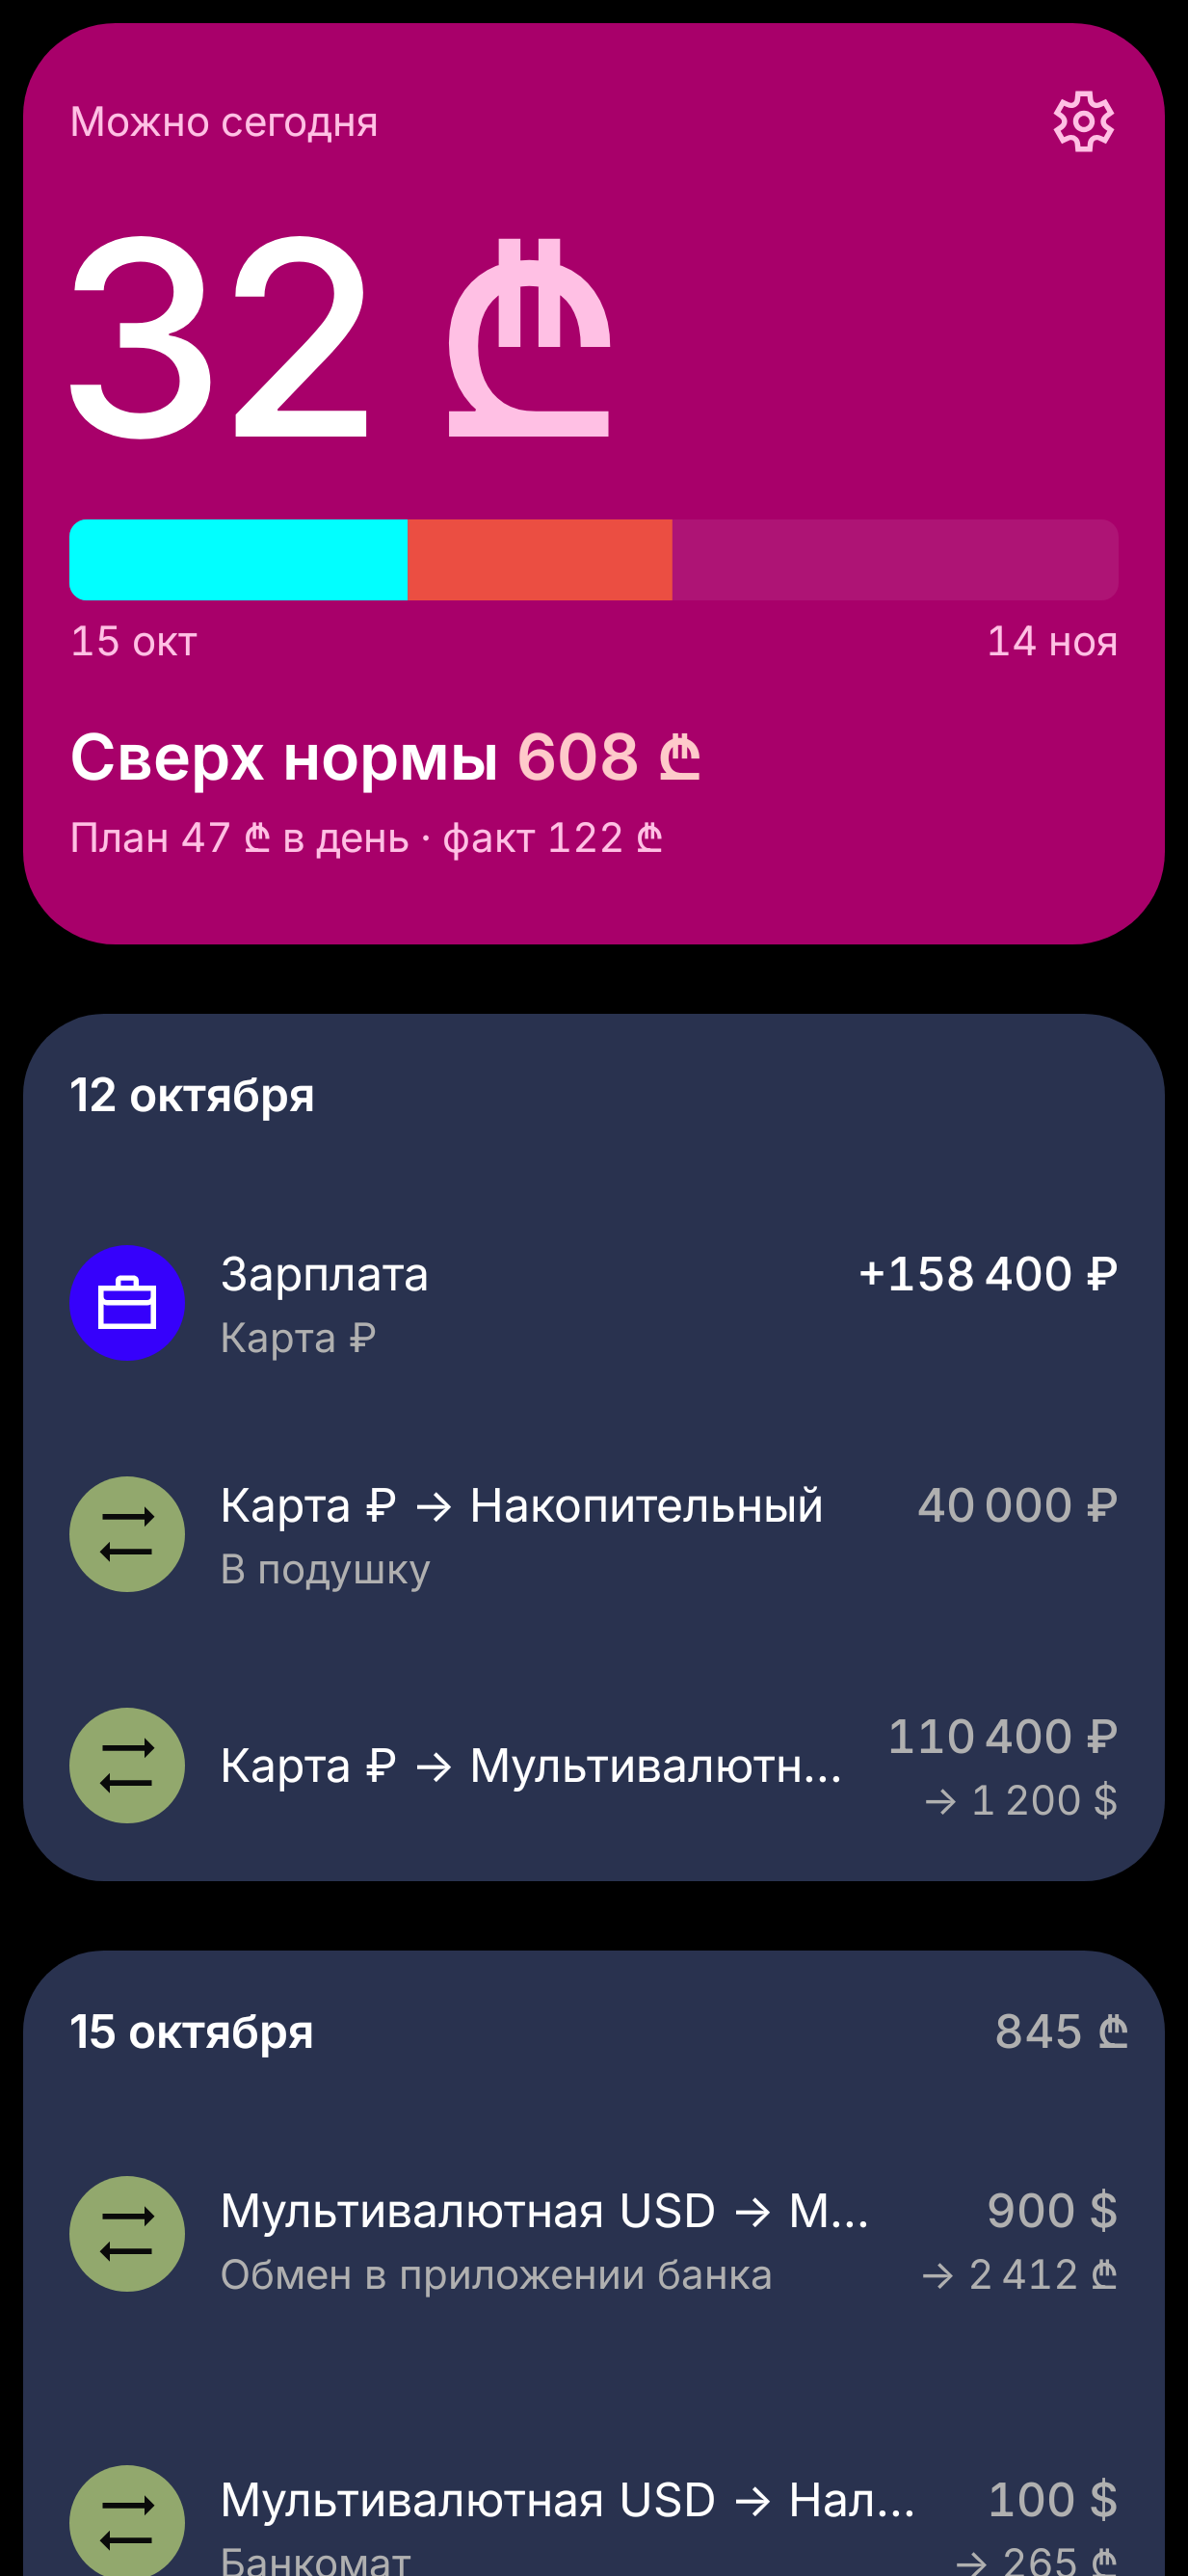 Можно сегодня
32 ₾
15 окт 14 ноя
Сверх нормы 608 ₾
План 47 ₾ в день · факт 122 ₾
12 октября
Зарплата +158 400 ₽
Карта ₽
Карта ₽ → Накопительный 40 000 ₽
В подушку
Карта ₽ → Мультивалютн... 110 400 ₽
→ 1 200 $
15 октября 845 ₾
Мультивалютная USD → М... 900 $
Обмен в приложении банка → 2 412 ₾
Мультивалютная USD → Нал... 100 $
Банкомат → 265 ₾